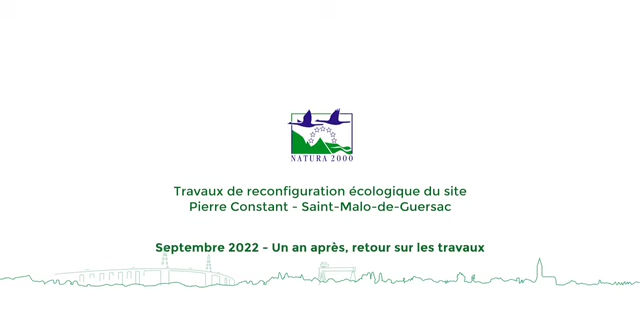 NATURA 2000
Travaux de reconfiguration écologique du site
Pierre Constant - Saint-Malo-de-Guersac
Septembre 2022 - Un an après, retour sur les travaux